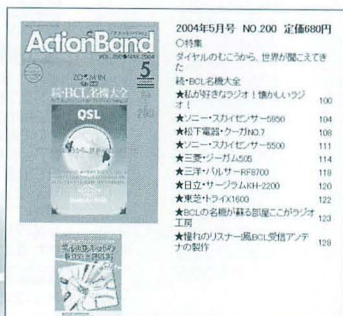 ActionBand
VOL.200●MAY.2004
5
ZOOM IN
続・BCL名機大全
QSL
2004年5月号 NO.200 定価680円
○特集
ダイヤルのむこうから、世界が聞こえてき
た
続・BCL名機大全
★私が好きなラジオ!懐かしいラジ
オ! 100
★ソニー・スカイセンサー5950 104
★松下電器・クーガNO.7 108
★ソニー・スカイセンサー5500 111
★三菱・ジーガム505 114
★三洋・パルサーRF8700 118
★日立・サージラムKH-2200 120
★東芝・トライX1600 122
★BCLの名機が蘇る部屋ここがラジオ
工房 123
★憧れのリスナー風BCL受信アンテ
ナの製作 128